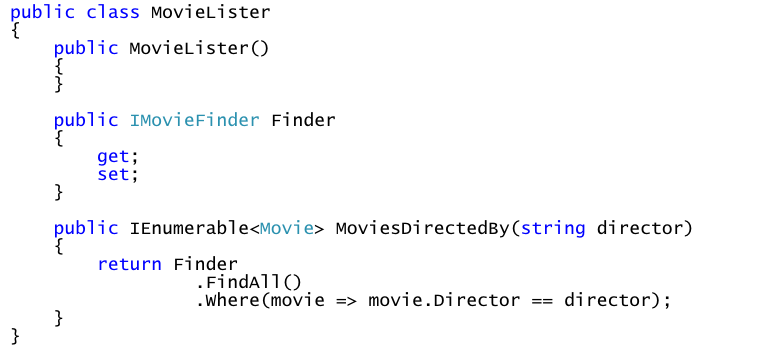 public class MovieLister
{
    public MovieLister()
    {
    }

    public IMovieFinder Finder
    {
        get;
        set;
    }

    public IEnumerable<Movie> MoviesDirectedBy(string director)
    {
        return Finder
                 .FindAll()
                 .Where(movie => movie.Director == director);
    }
}